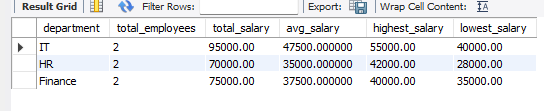 Result Grid Filter Rows: Export: Wrap Cell Content:
department total_employees total_salary avg_salary highest_salary lowest_salary
IT 2 95000.00 47500.000000 55000.00 40000.00
HR 2 70000.00 35000.000000 42000.00 28000.00
Finance 2 75000.00 37500.000000 40000.00 35000.00